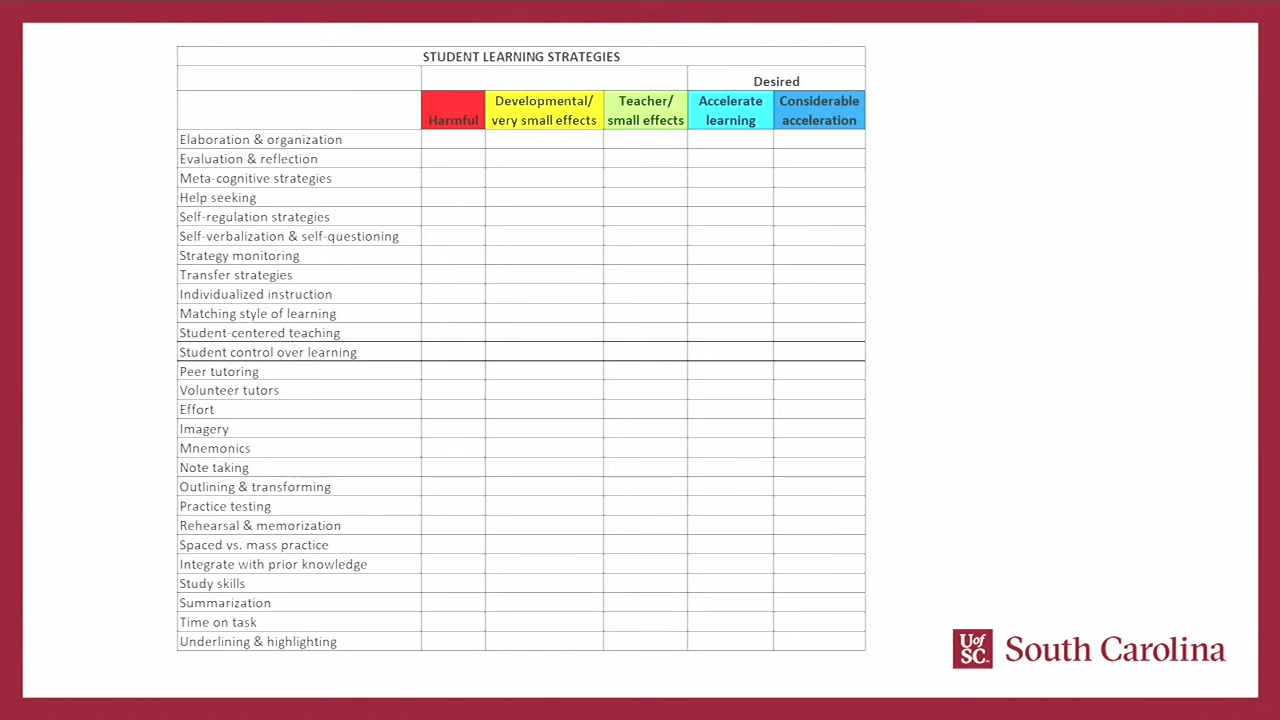 STUDENT LEARNING STRATEGIES
Desired
Harmful
Developmental/
very small effects
Teacher/
small effects
Accelerate
learning
Considerable
acceleration
Elaboration & organization
Evaluation & reflection
Meta-cognitive strategies
Help seeking
Self-regulation strategies
Self-verbalization & self-questioning
Strategy monitoring
Transfer strategies
Individualized instruction
Matching style of learning
Student-centered teaching
Student control over learning
Peer tutoring
Volunteer tutors
Effort
Imagery
Mnemonics
Note taking
Outlining & transforming
Practice testing
Rehearsal & memorization
Spaced vs. mass practice
Integrate with prior knowledge
Study skills
Summarization
Time on task
Underlining & highlighting
UofSC
South Carolina